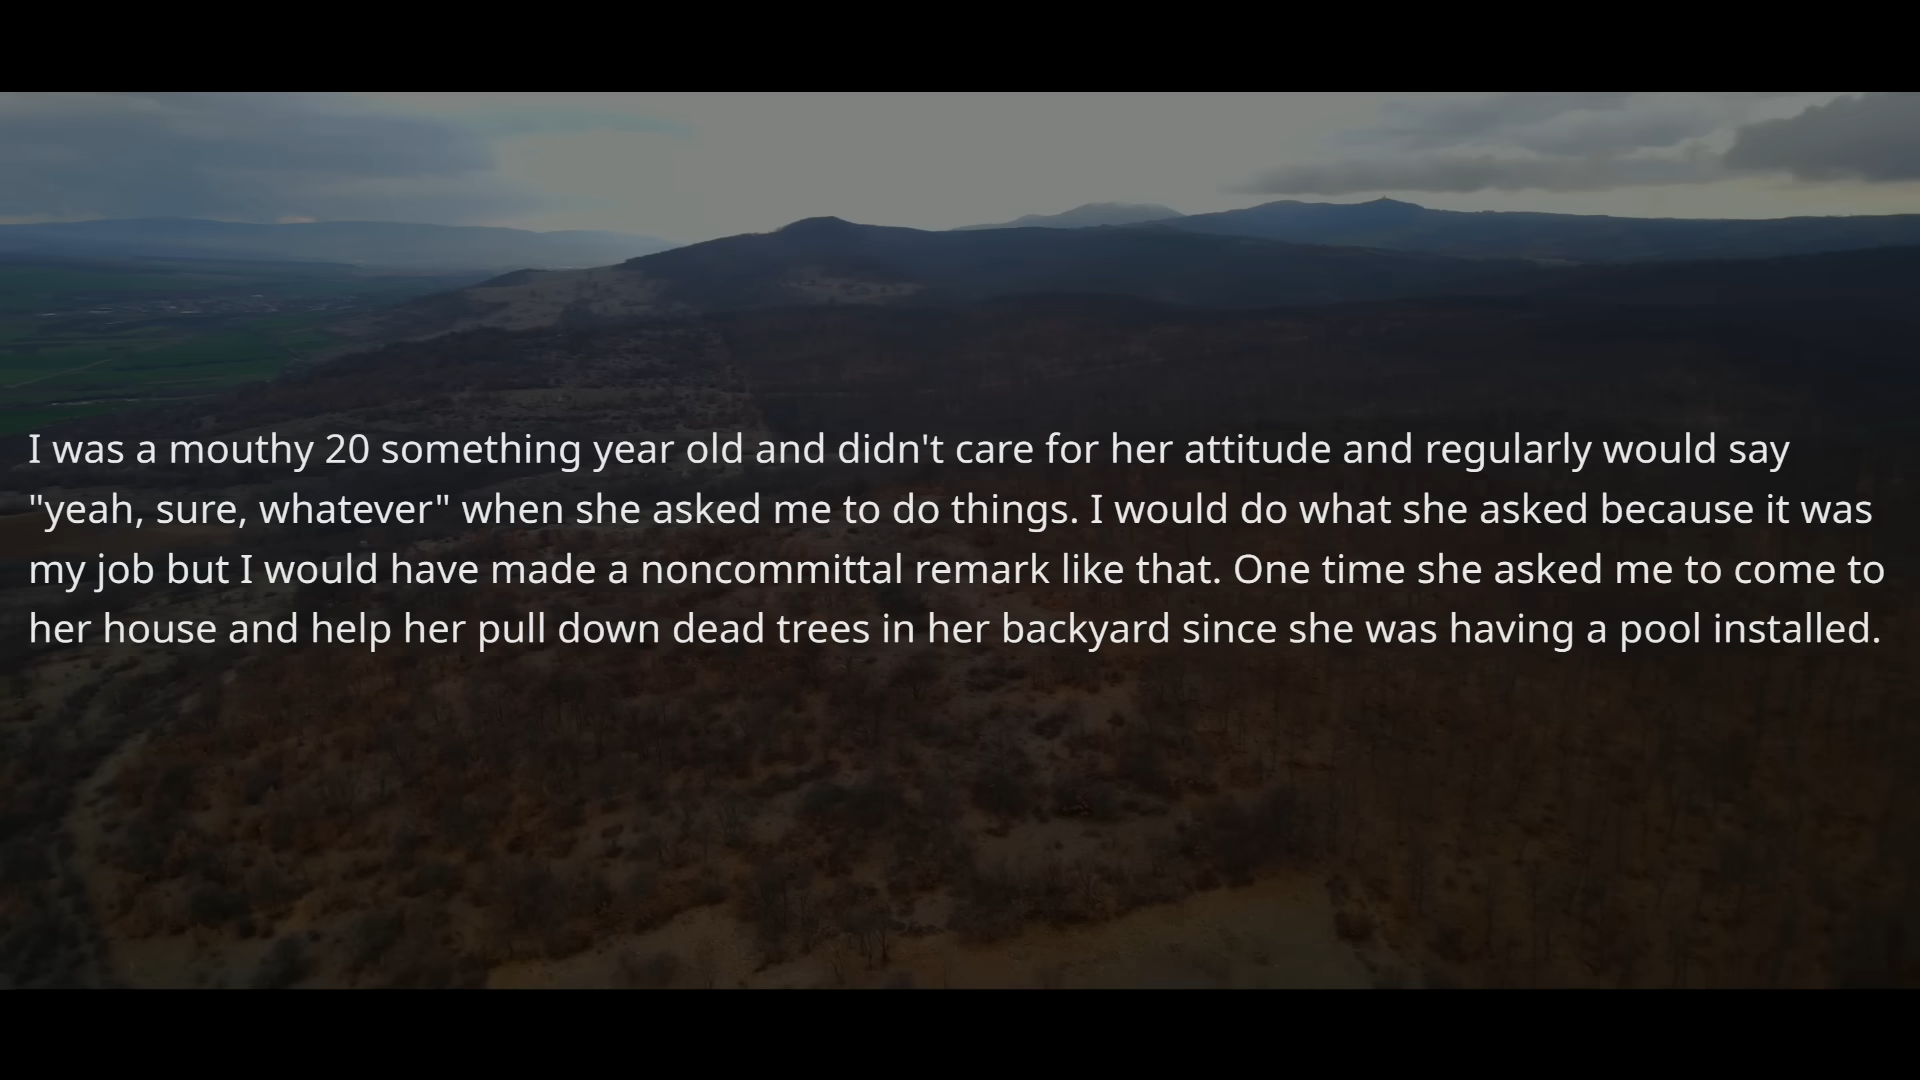 I was a mouthy 20 something year old and didn't care for her attitude and regularly would say
"yeah, sure, whatever" when she asked me to do things. I would do what she asked because it was
my job but I would have made a noncommittal remark like that. One time she asked me to come to
her house and help her pull down dead trees in her backyard since she was having a pool installed.